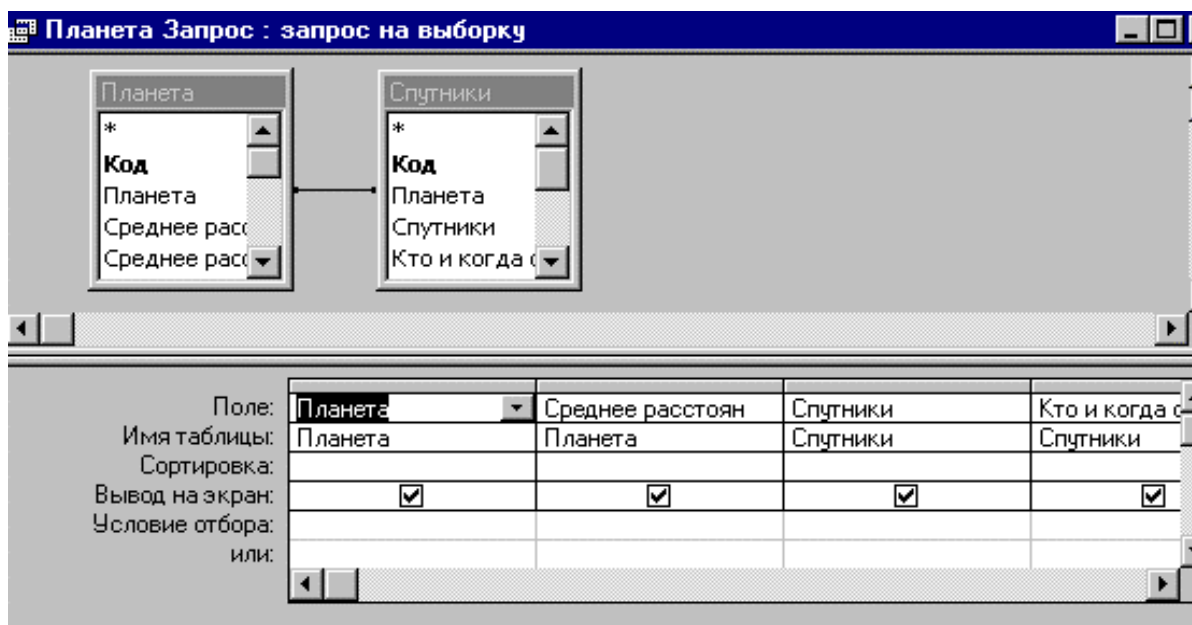 Планета Запрос : запрос на выборку
Планета
*
Код
Планета
Среднее расс
Среднее расс
Спутники
*
Код
Планета
Спутники
Кто и когда о
Поле: Планета Среднее расстоян Спутники Кто и когда о
Имя таблицы: Планета Планета Спутники Спутники
Сортировка:
Вывод на экран:
Условие отбора:
или: